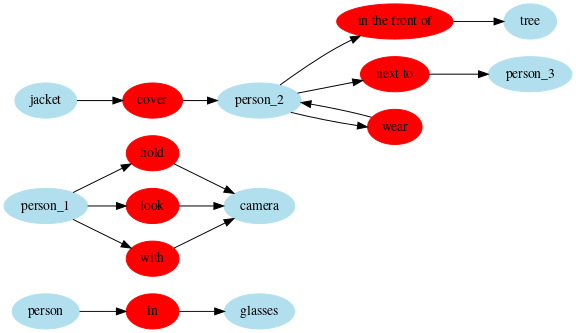 in the front of
tree
jacket
cover
person_2
next to
person_3
wear
hold
person_1
look
camera
with
person
in
glasses